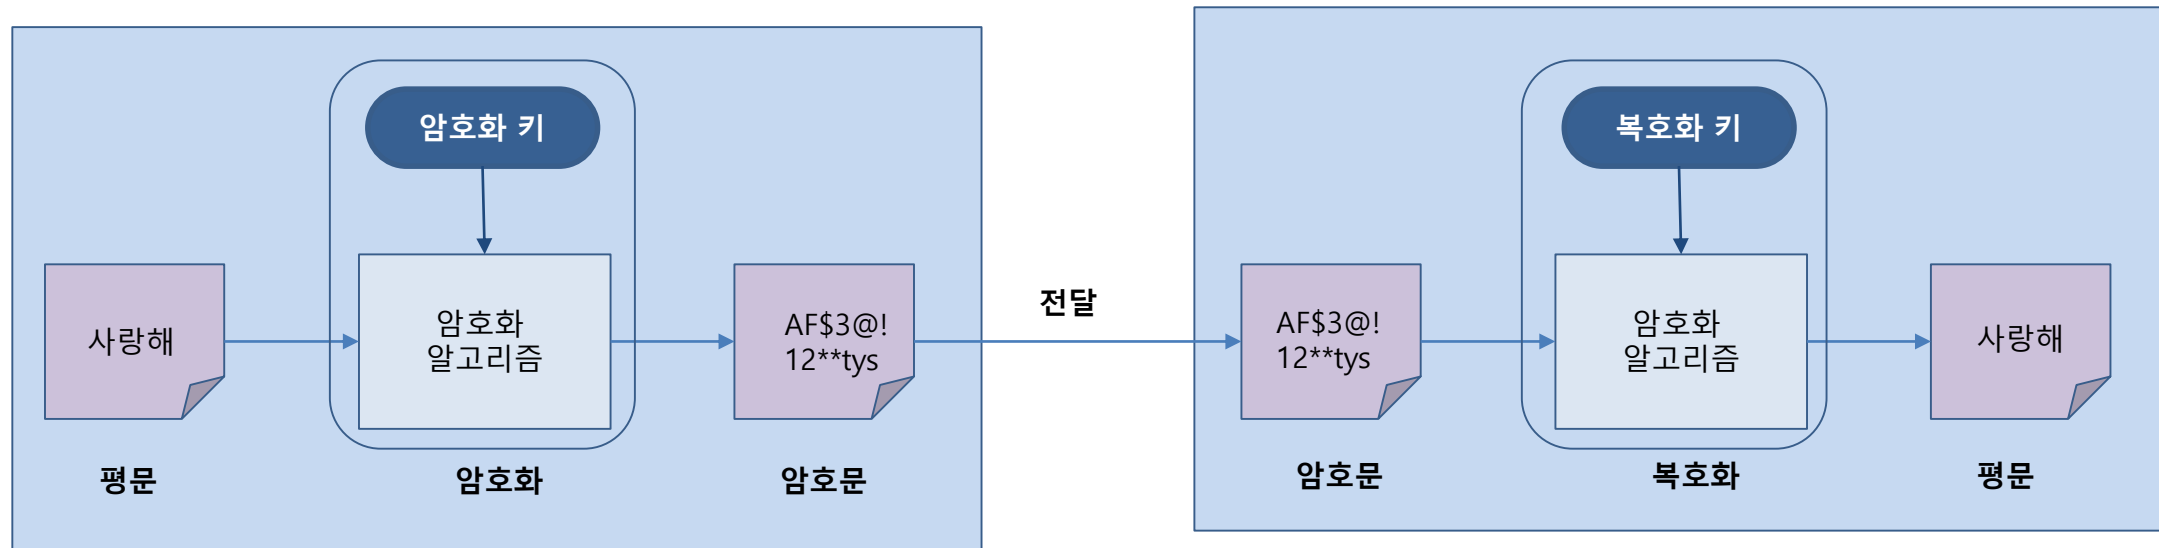 암호화 키
사랑해
암호화
알고리즘
AF$3@!
12**tys
평문
암호화
암호문
전달
복호화 키
AF$3@!
12**tys
암호화
알고리즘
사랑해
암호문
복호화
평문